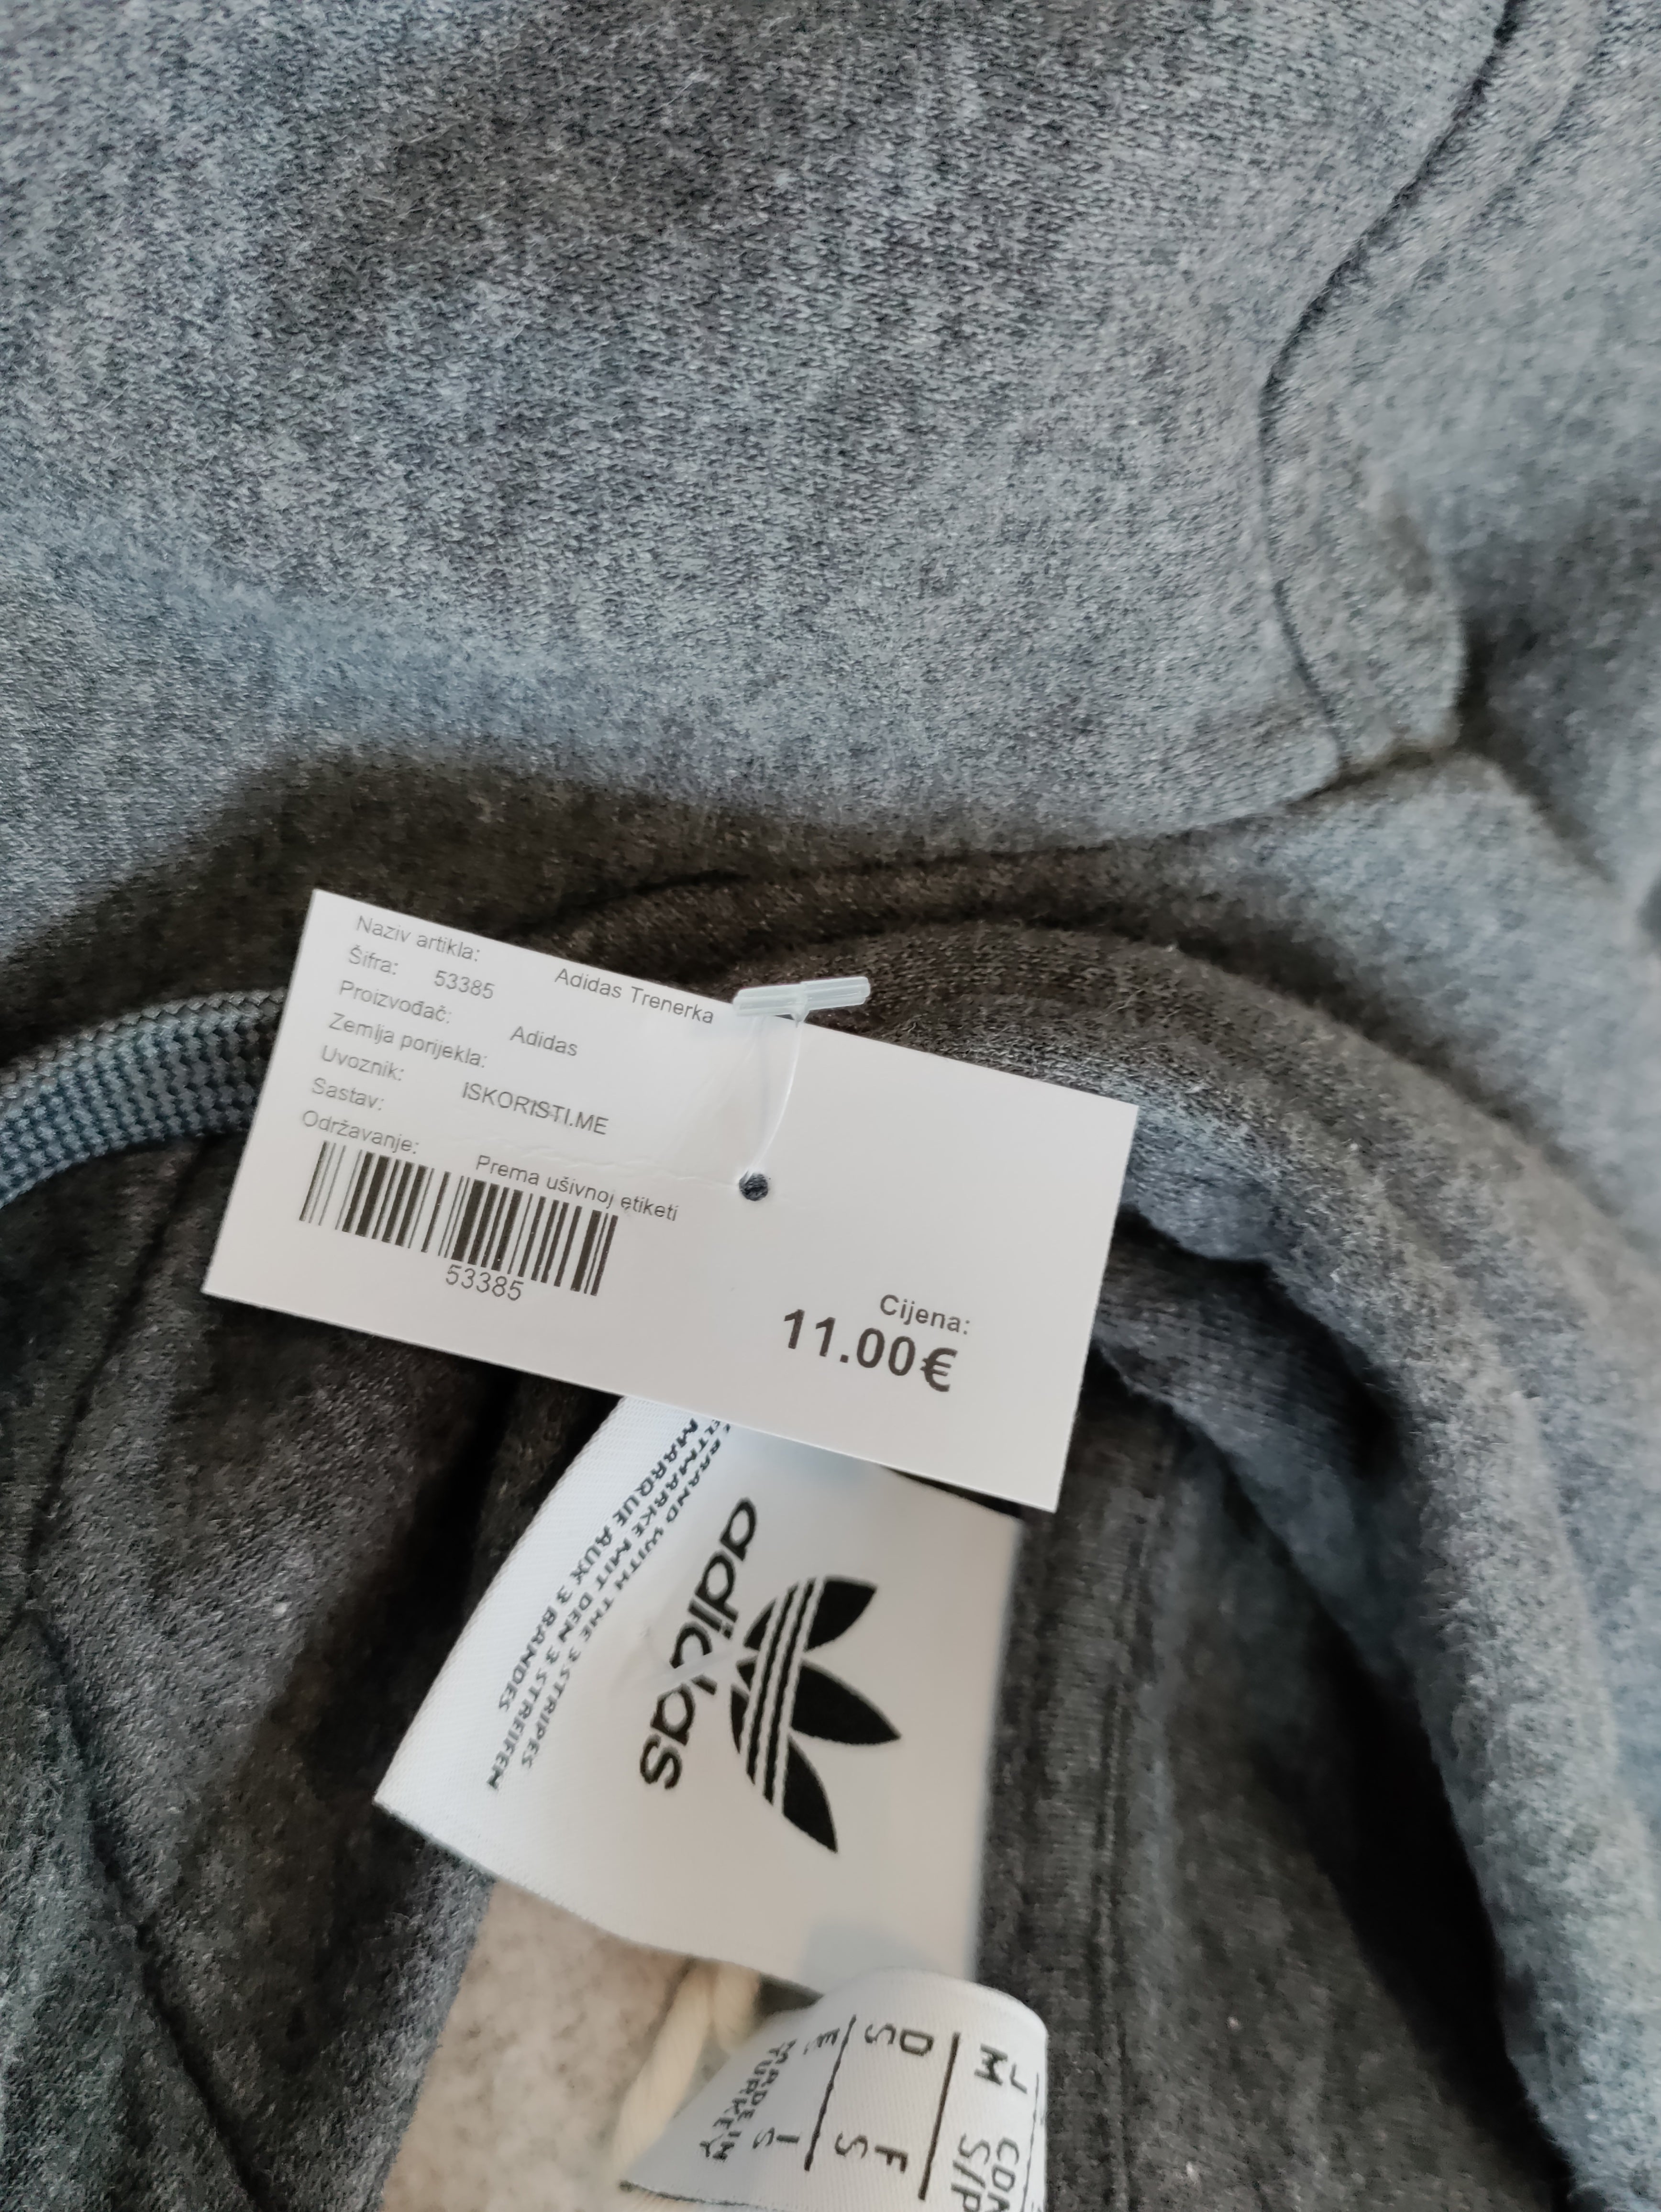 Naziv artikla: Adidas Trenerka
Šifra: 53385
Proizvođač: Adidas
Zemlja porijekla:
Uvoznik: ISKORISTI.ME
Sastav:
Održavanje: Prema ušivnoj etiketi
53385
Cijena:
11.00€
adidas
BRAND WITH THE 3 STRIPES
MARKE MIT DEN 3 STREIFEN
MARQUE AUX 3 BANDES
J CDN
M S/P
D F
S S
I
S
MADE IN
TURKEY